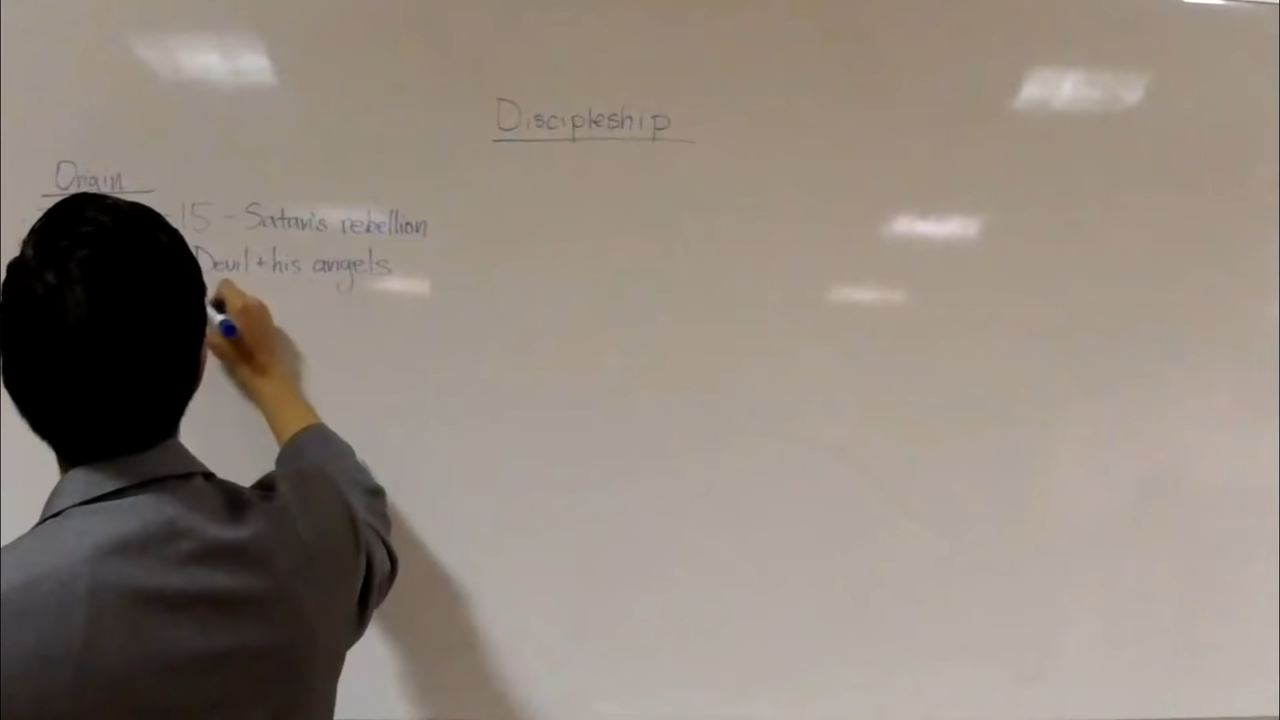 Discipleship
Origin
-15 - Satan's rebellion
Devil + his angels